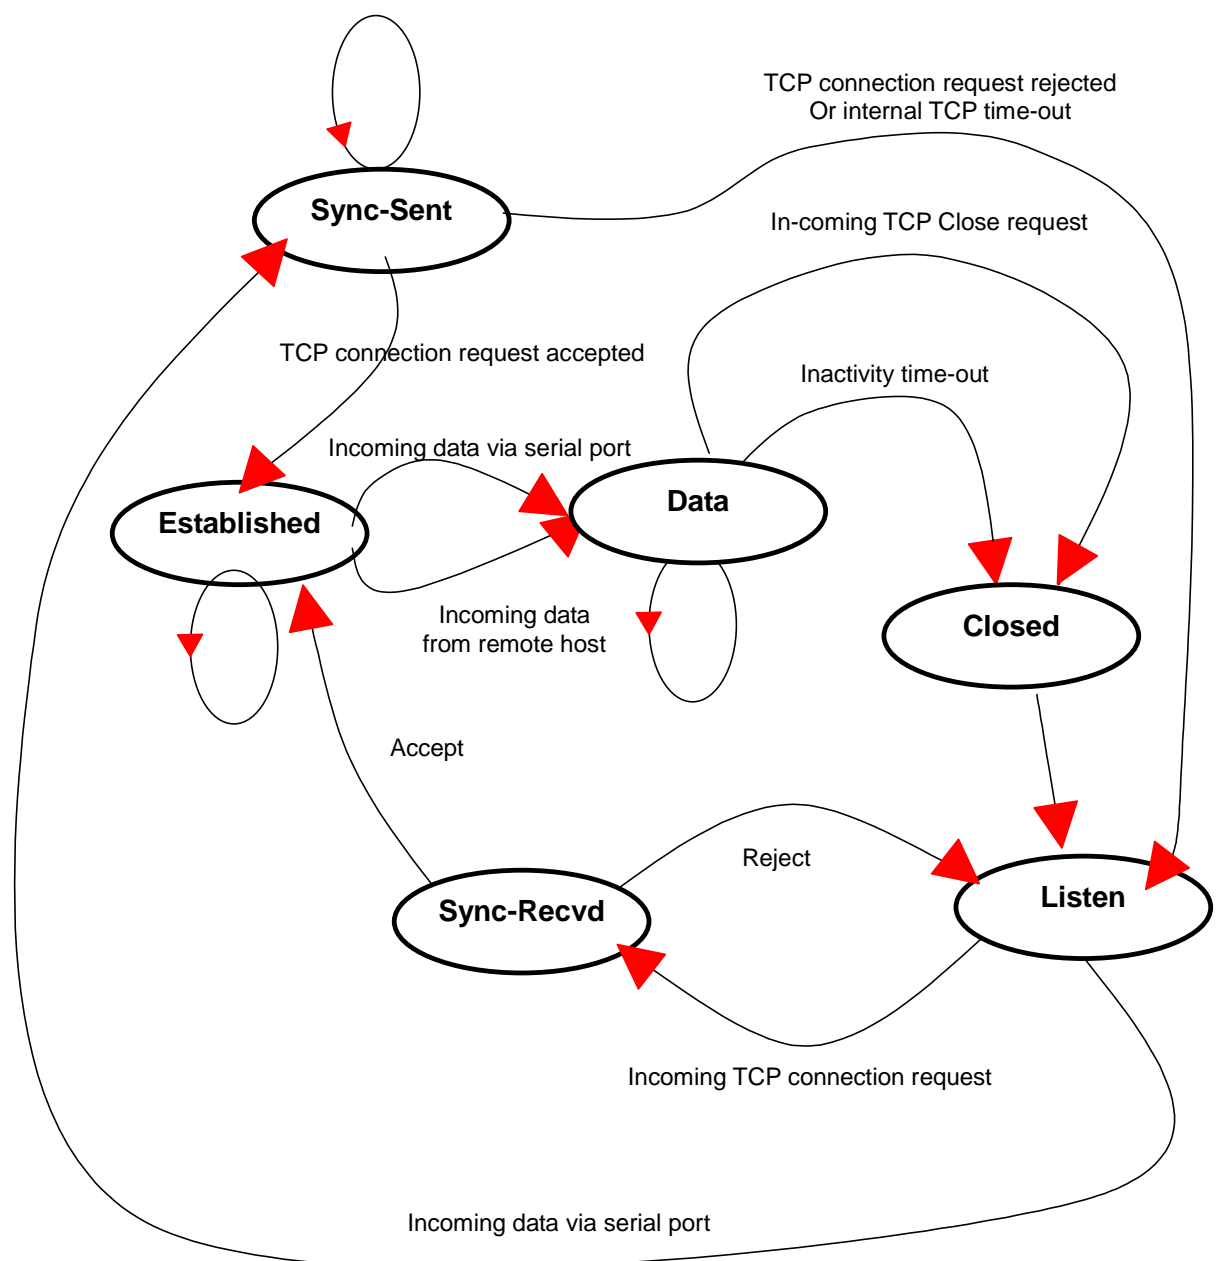 TCP connection request rejected
Or internal TCP time-out
Sync-Sent
In-coming TCP Close request
TCP connection request accepted
Inactivity time-out
Incoming data via serial port
Data
Established
Incoming data
from remote host
Closed
Accept
Reject
Listen
Sync-Recvd
Incoming TCP connection request
Incoming data via serial port